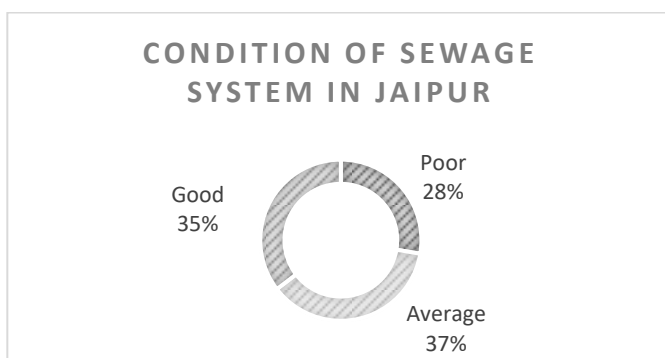 CONDITION OF SEWAGE
SYSTEM IN JAIPUR
Poor
28%
Good
35%
Average
37%